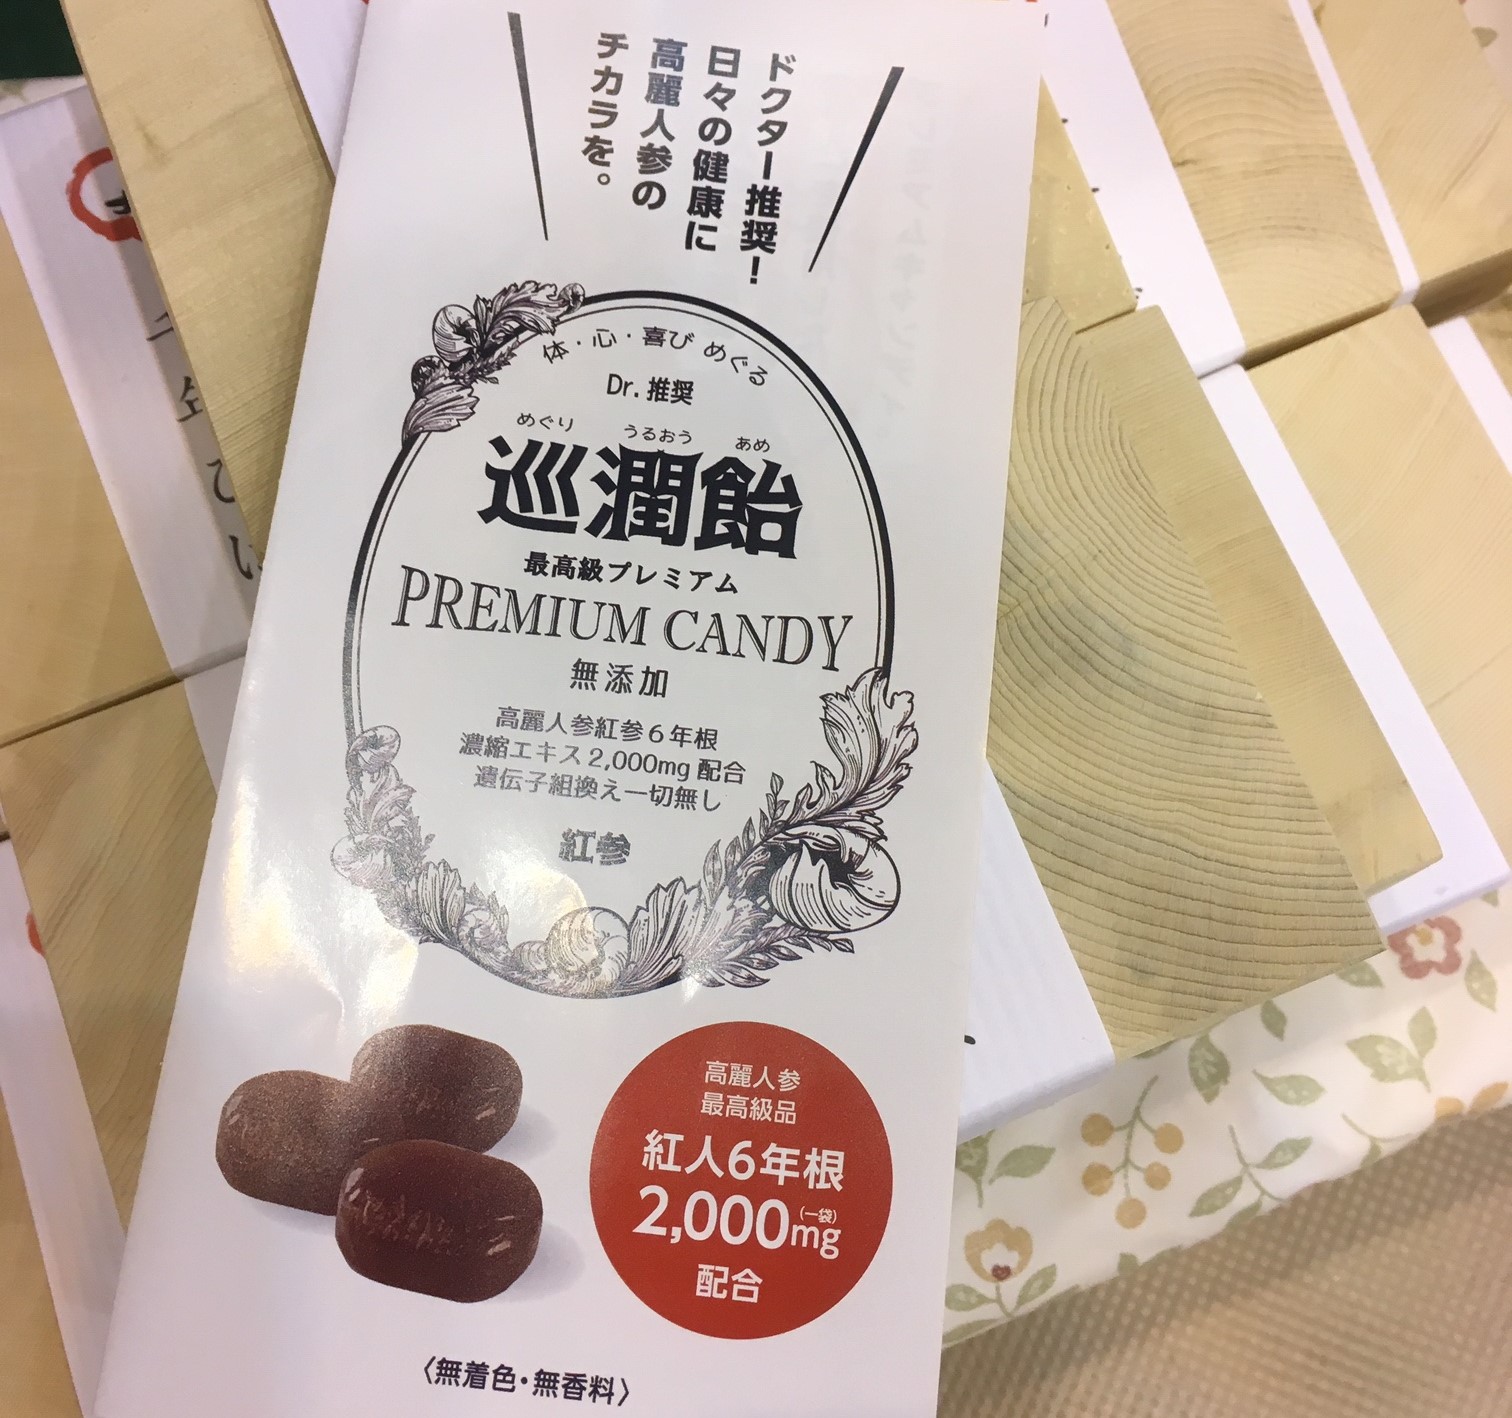 ドクター推奨！
日々の健康に
高麗人参の
チカラを。
体・心・喜び めぐる
Dr. 推奨
めぐり うるおう あめ
巡潤飴
最高級プレミアム
PREMIUM CANDY
無添加
高麗人参紅参６年根
濃縮エキス2,000mg 配合
遺伝子組換え一切無し
紅参
高麗人参
最高級品
紅人6年根
2,000mg
(一袋)
配合
〈無着色・無香料〉